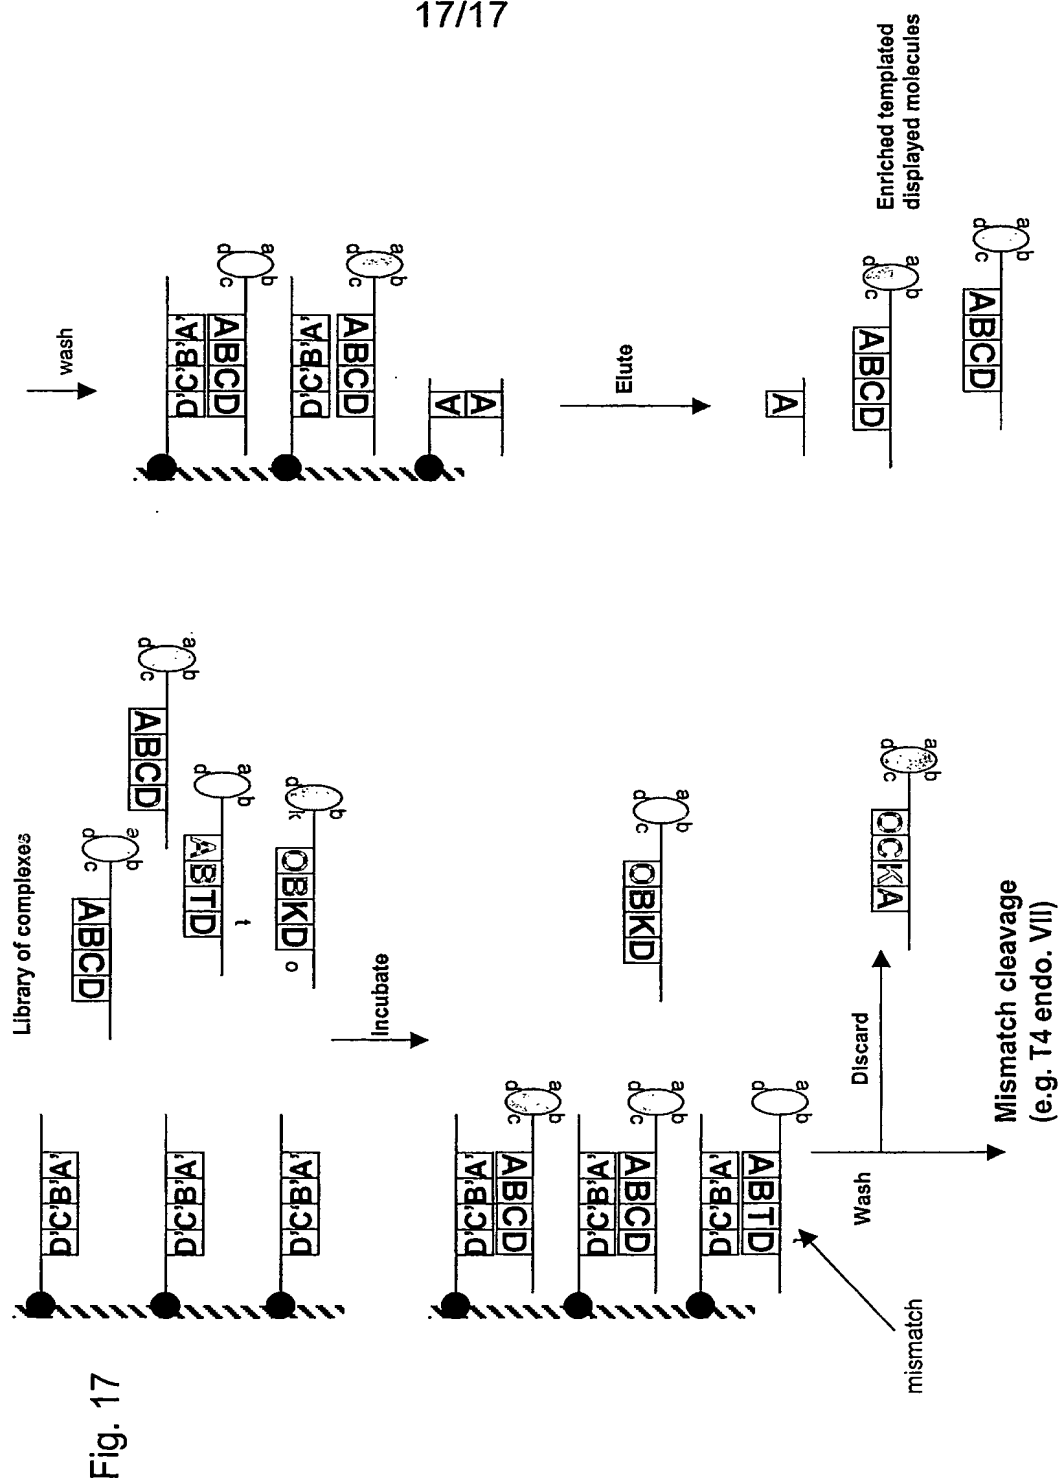 17/17
Fig. 17
Library of complexes
D'C'B'A'
D'C'B'A'
D'C'B'A'
ABCD
d a
c b
ABCD
d a
c b
ABTD
d a
b
t
OBKD
d
k b
o
Incubate
D'C'B'A'
ABCD
d a
c b
D'C'B'A'
ABCD
d a
c b
D'C'B'A'
ABTD
d a
c b
OBKD
d a
c b
mismatch
Wash
Discard
OCKA
d a
c b
Mismatch cleavage
(e.g. T4 endo. VII)
wash
D'C'B'A'
ABCD
d a
c b
D'C'B'A'
ABCD
d a
c b
A
A
Elute
A
ABCD
d a
c b
ABCD
d a
c b
Enriched templated
displayed molecules